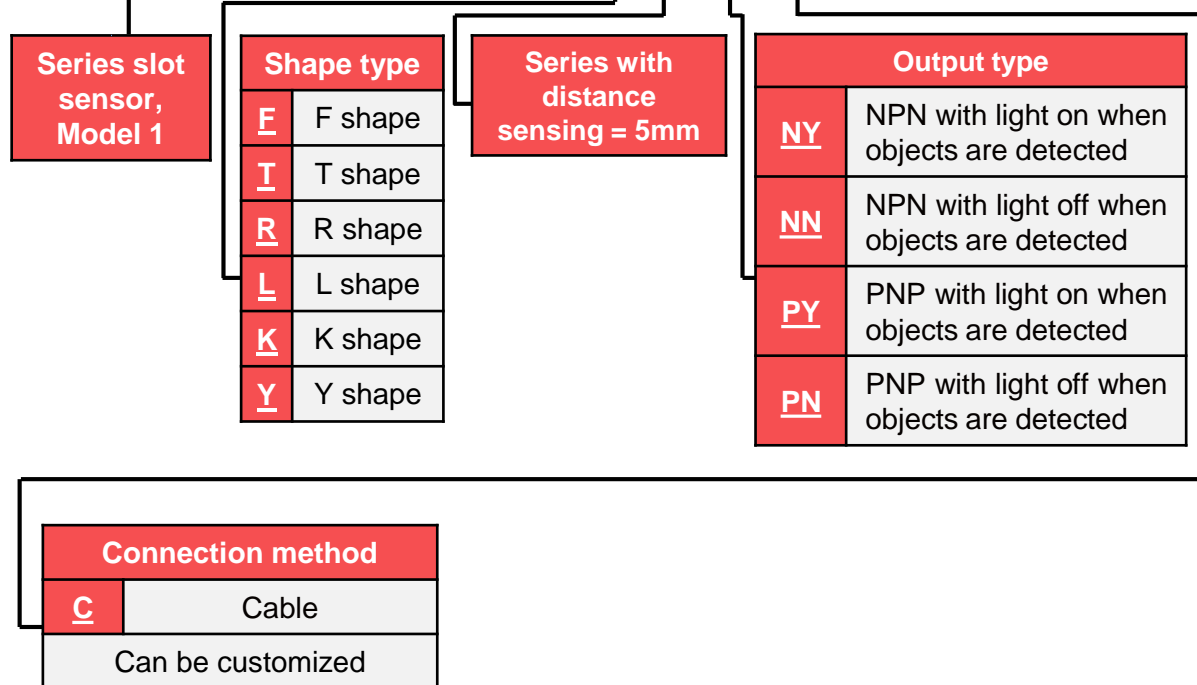 Series slot
sensor,
Model 1
Shape type
F F shape
T T shape
R R shape
L L shape
K K shape
Y Y shape
Series with
distance
sensing = 5mm
Output type
NY NPN with light on when
objects are detected
NN NPN with light off when
objects are detected
PY PNP with light on when
objects are detected
PN PNP with light off when
objects are detected
Connection method
C Cable
Can be customized